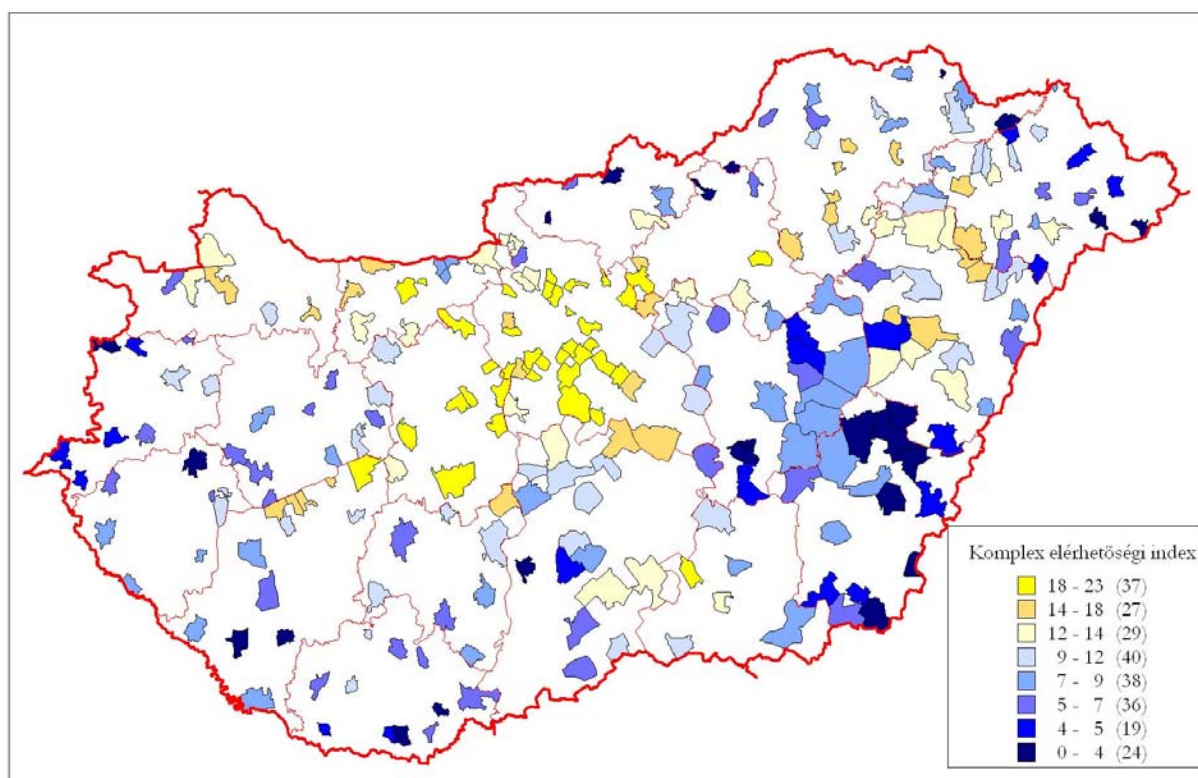 Komplex elérhetőségi index
18 - 23 (37)
14 - 18 (27)
12 - 14 (29)
9 - 12 (40)
7 - 9 (38)
5 - 7 (36)
4 - 5 (19)
0 - 4 (24)